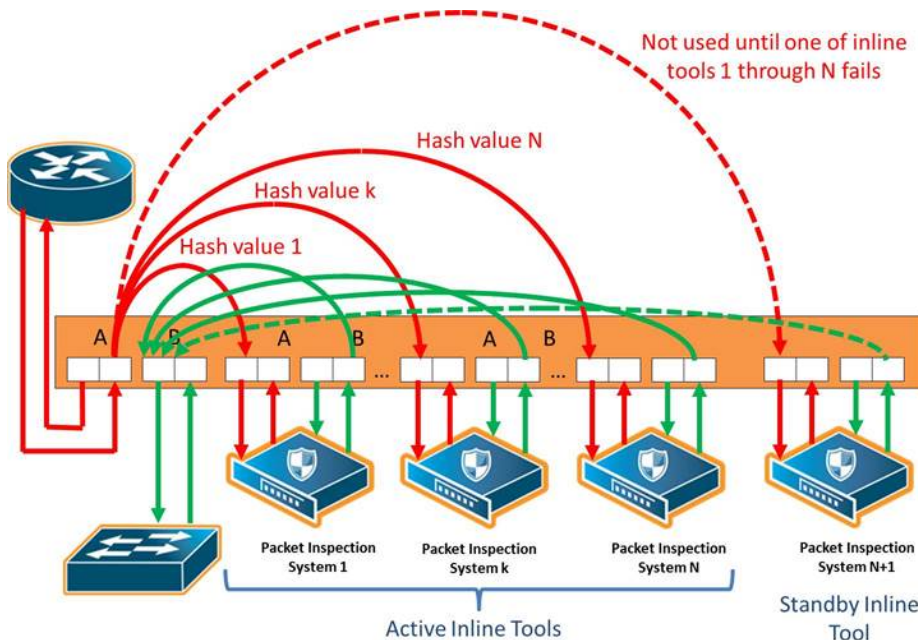 Not used until one of inline
tools 1 through N fails
Hash value N
Hash value k
Hash value 1
A B A B A B
... ...
Packet Inspection
System 1
Packet Inspection
System k
Packet Inspection
System N
Packet Inspection
System N+1
Active Inline Tools
Standby Inline
Tool